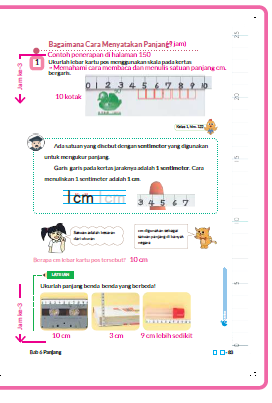 Bagaimana Cara Menyatakan Panjang? (9 jam)
Contoh penerapan di halaman 150
1 Ukurlah lebar kartu pos menggunakan skala pada kertas
→ Memahami cara membaca dan menulis satuan panjang cm.
bergaris.
Jam ke-3
0 1 2 3 4 5 6 7 8 9 10
10 kotak
Kelas 1, hlm. 122
Ada satuan yang disebut dengan sentimeter yang digunakan
untuk mengukur panjang.
Garis-garis pada kertas jaraknya adalah 1 sentimeter. Cara
menuliskan 1 sentimeter adalah 1 cm.
1cm 1cm
3 4 5 6 7
Satuan adalah besaran
dari ukuran
cm digunakan sebagai
satuan panjang di banyak
negara
Berapa cm lebar kartu pos tersebut? 10 cm
LATIHAN
Ukurlah panjang benda-benda yang berbeda!
Jam ke-3
10 cm 3 cm 9 cm lebih sedikit
Bab 6 Panjang
25
20
15
10
5
0